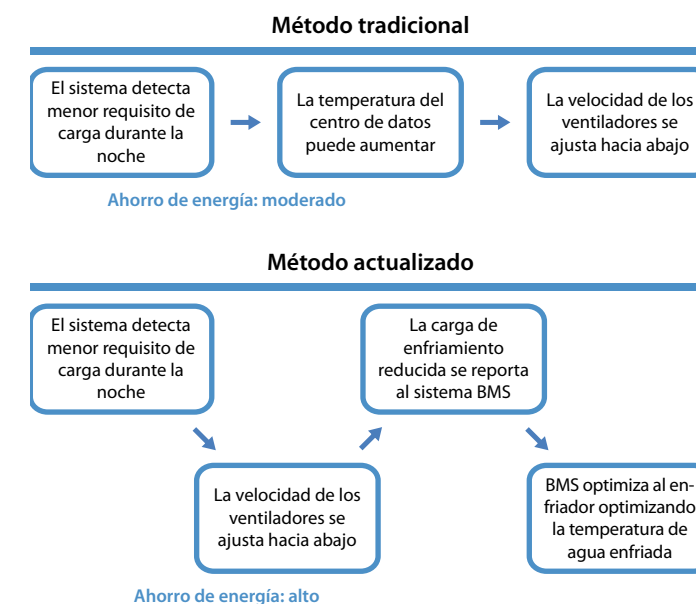 Método tradicional
El sistema detecta
menor requisito de
carga durante la
noche
La temperatura del
centro de datos
puede aumentar
La velocidad de los
ventiladores se
ajusta hacia abajo
Ahorro de energía: moderado
Método actualizado
El sistema detecta
menor requisito de
carga durante la
noche
La velocidad de los
ventiladores se
ajusta hacia abajo
La carga de
enfriamiento
reducida se reporta
al sistema BMS
BMS optimiza al en-
friador optimizando
la temperatura de
agua enfriada
Ahorro de energía: alto